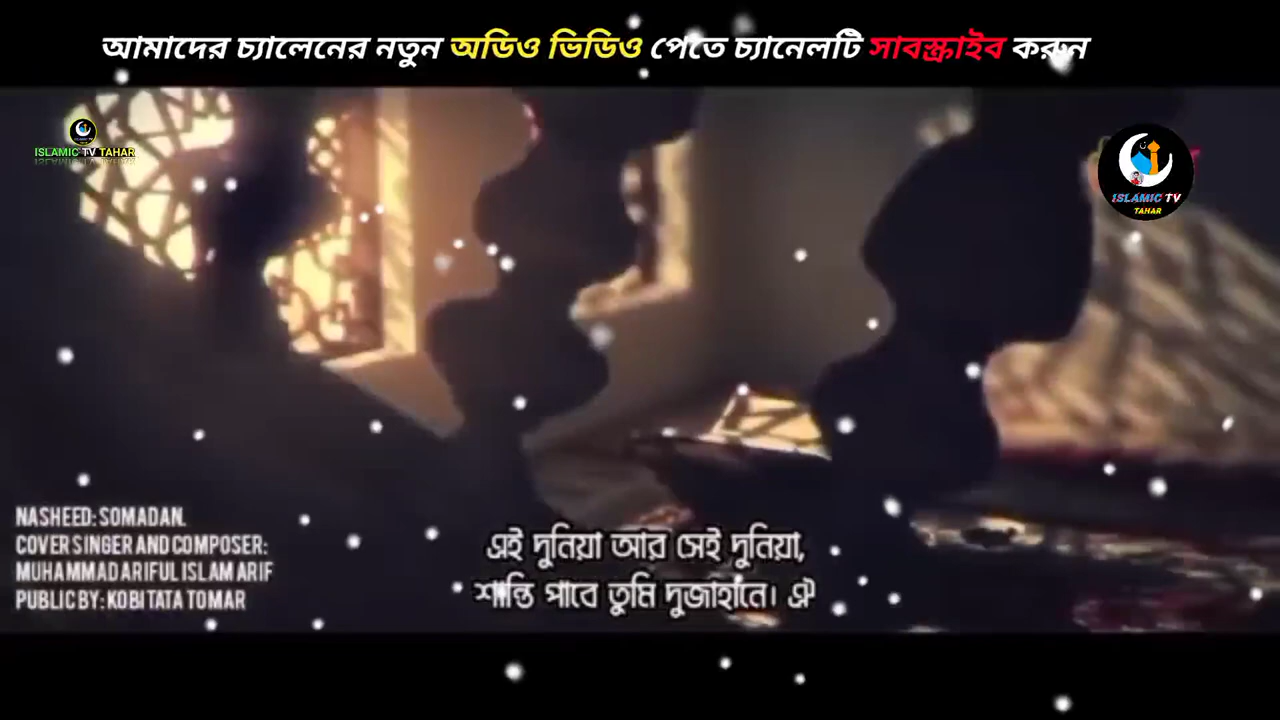 আমাদের চ্যালেনের নতুন অডিও ভিডিও পেতে চ্যানেলটি সাবস্ক্রাইব করুন
ISLAMIC TV TAHAR
ISLAMIC TV
TAHAR
NASHEED: SOMADAN.
COVER SINGER AND COMPOSER:
MUHAMMAD ARIFUL ISLAM ARIF
PUBLIC BY: KOBITATA TOMAR
এই দুনিয়া আর সেই দুনিয়া,
শান্তি পাবে তুমি দুজাহানে। ঐ